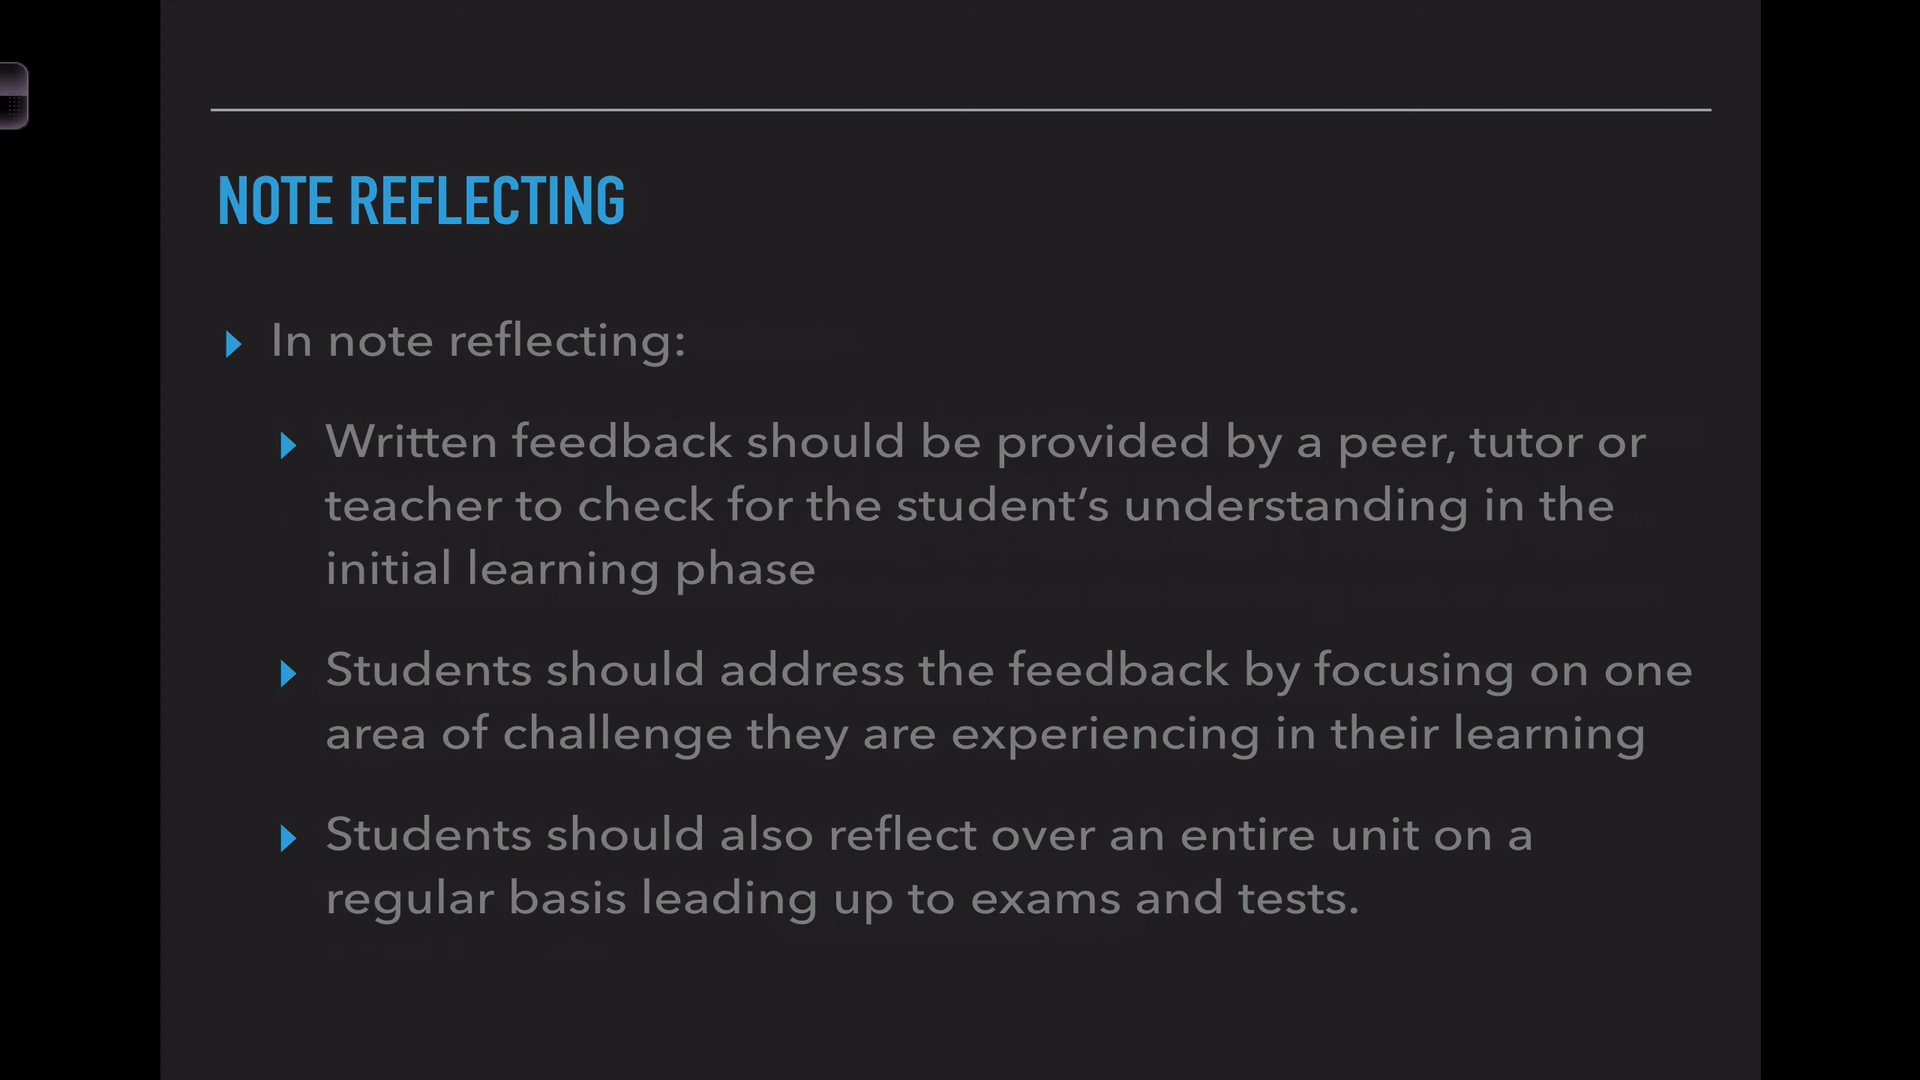 NOTE REFLECTING
In note reflecting:
Written feedback should be provided by a peer, tutor or
teacher to check for the student’s understanding in the
initial learning phase
Students should address the feedback by focusing on one
area of challenge they are experiencing in their learning
Students should also reflect over an entire unit on a
regular basis leading up to exams and tests.